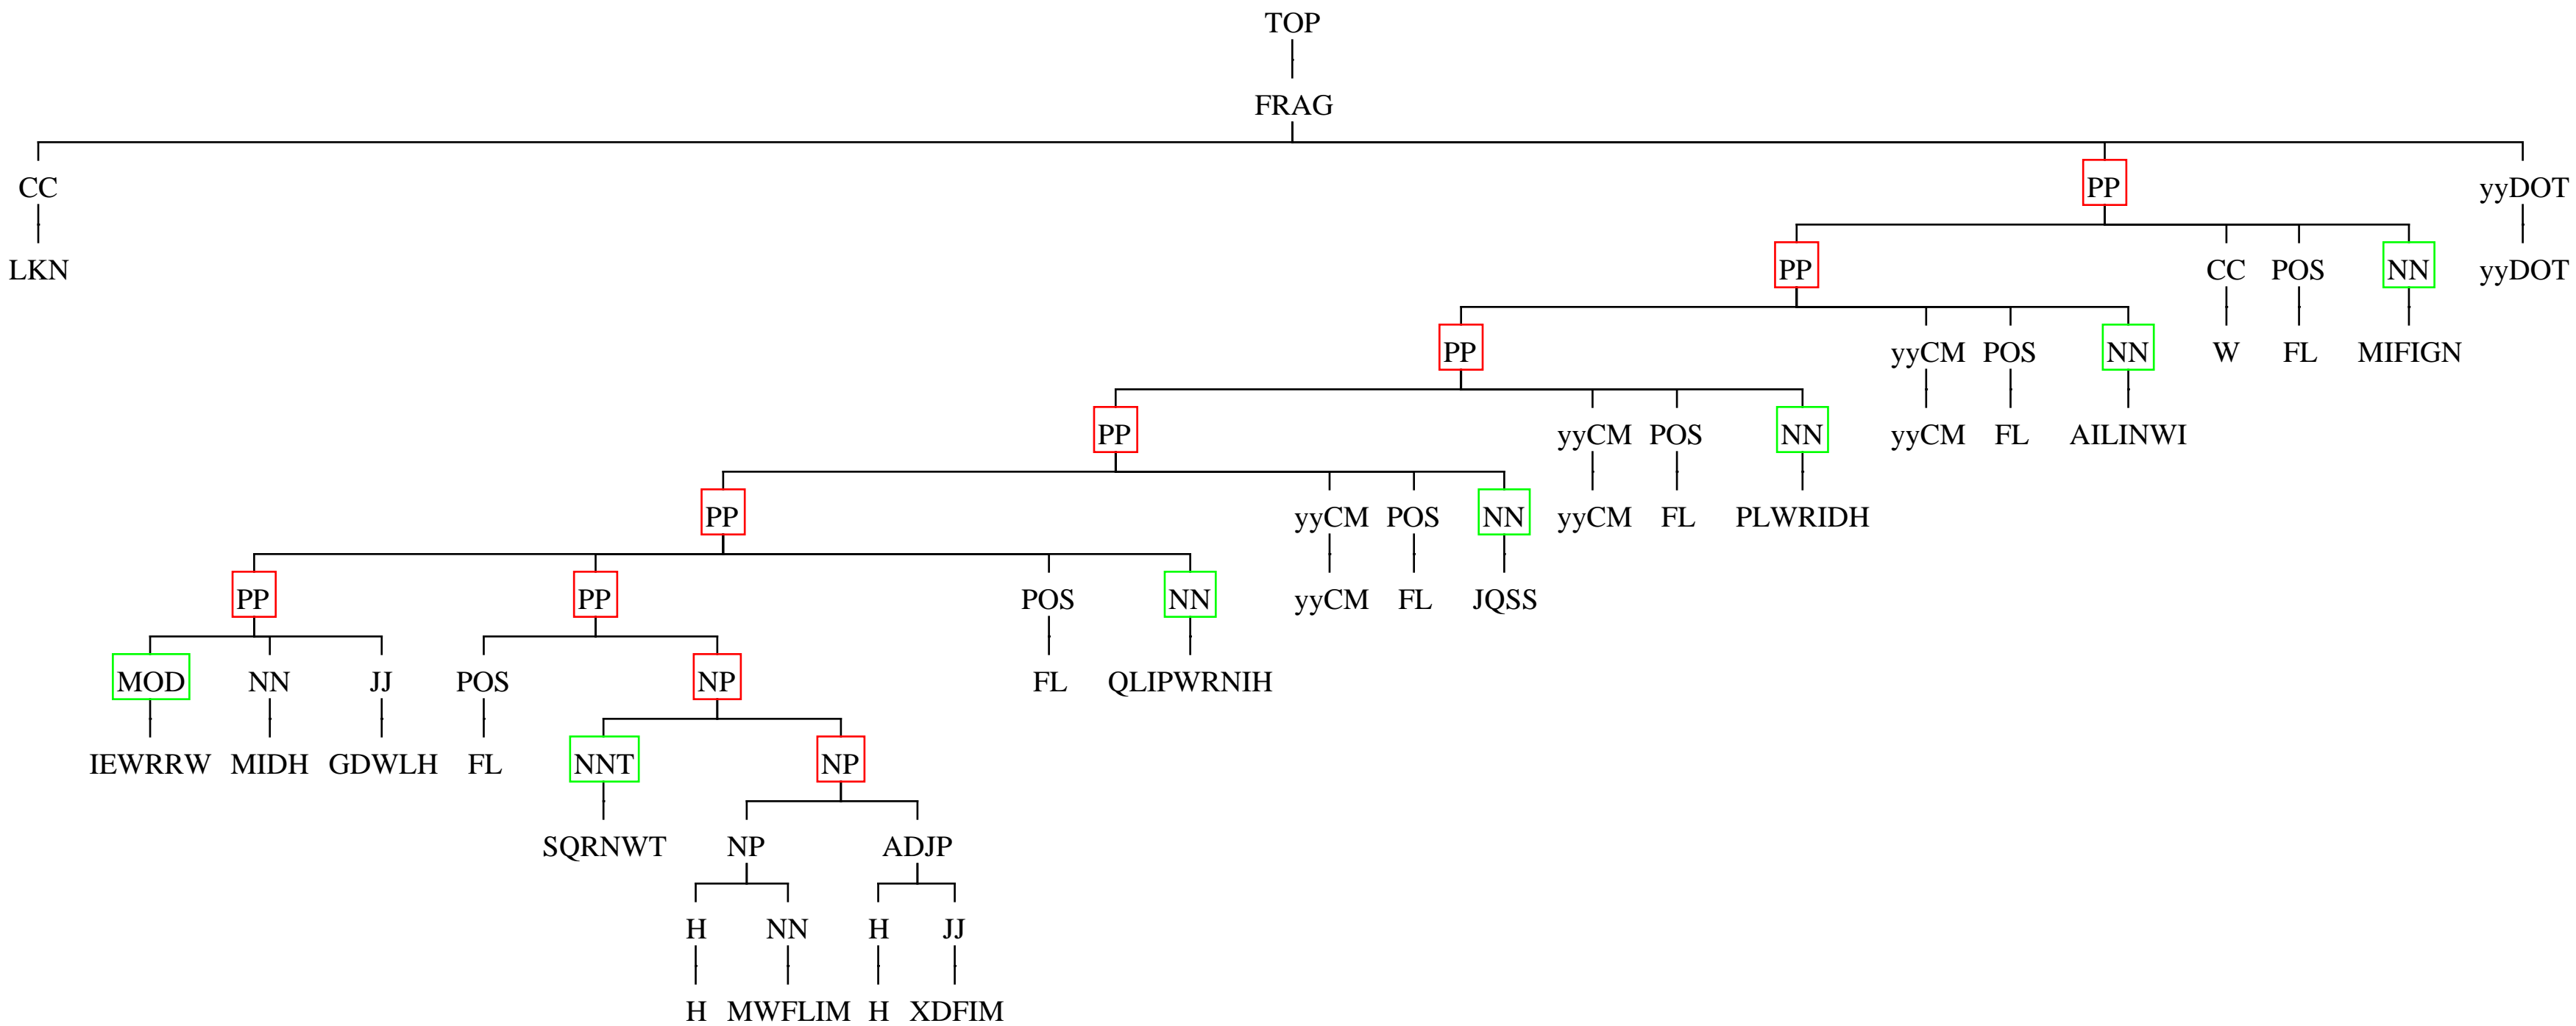 TOP
FRAG
CC PP yyDOT
LKN PP CC POS NN yyDOT
PP yyCM POS NN W FL MIFIGN
PP yyCM POS NN yyCM FL AILINWI
PP yyCM POS NN yyCM FL PLWRIDH
PP PP POS NN yyCM FL JQSS
MOD NN JJ POS NP FL QLIPWRNIH
IEWRRW MIDH GDWLH FL NNT NP
SQRNWT NP ADJP
H NN H JJ
H MWFLIM H XDFIM